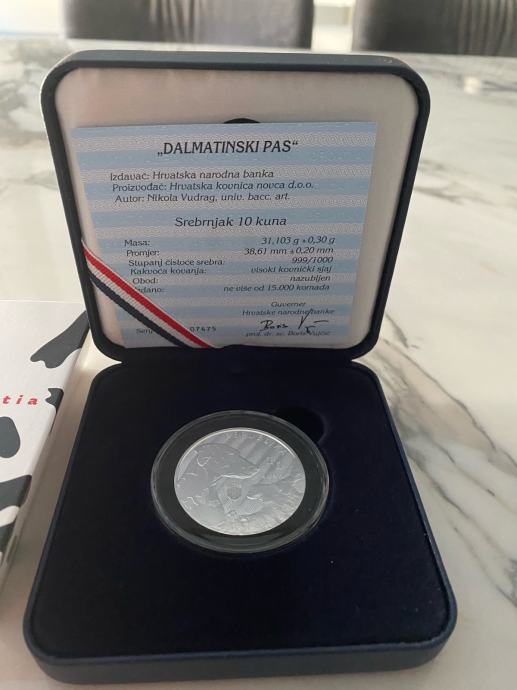 „DALMATINSKI PAS“
Izdavač: Hrvatska narodna banka
Proizvođač: Hrvatska kovnica novca d.o.o.
Autor: Nikola Vudrag, univ. bacc. art.
Srebrnjak 10 kuna
Masa: 31,103 g ±0,30 g
Promjer: 38,61 mm ±0,20 mm
Stupanj čistoće srebra: 999/1000
Kakvoća kovanja: visoki kovnički sjaj
Obod: nazubljen
dano: ne više od 15.000 komada
Guverner
Hrvatske narodne banke
Serij 07675
prof. dr. sc. Boris Vujčić
tia